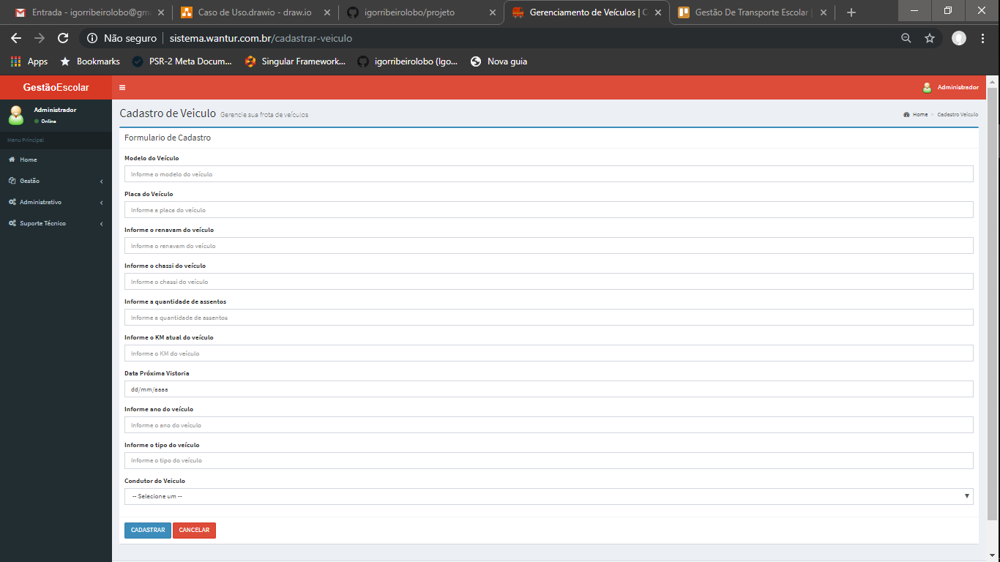 Entrada - igorribeirolobo@gm
Caso de Uso.drawio - draw.io
igorribeirolobo/projeto
Gerenciamento de Veículos | C
Gestão De Transporte Escolar |
Não seguro
sistema.wantur.com.br/cadastrar-veiculo
Apps
Bookmarks
PSR-2 Meta Docum...
Singular Framework...
igorribeirolobo (Igo...
Nova guia
GestãoEscolar
Administrador
Administrador
Online
Menu Principal
Home
Gestão
Administrativo
Suporte Técnico
Cadastro de Veiculo Gerencie sua frota de veículos
Home > Cadastro Veiculo
Formulario de Cadastro
Modelo do Veículo
Informe o modelo do veículo
Placa do Veículo
Informe a placa do veículo
Informe o renavam do veículo
Informe o renavam do veículo
Informe o chassi do veículo
Informe o chassi do veículo
Informe a quantidade de assentos
Informe a quantidade de assentos
Informe o KM atual do veículo
Informe o KM do veículo
Data Próxima Vistoria
dd/mm/aaaa
Informe ano do veículo
Informe o ano do veículo
Informe o tipo do veículo
Informe o tipo do veículo
Condutor do Veiculo
-- Selecione um --
CADASTRAR
CANCELAR